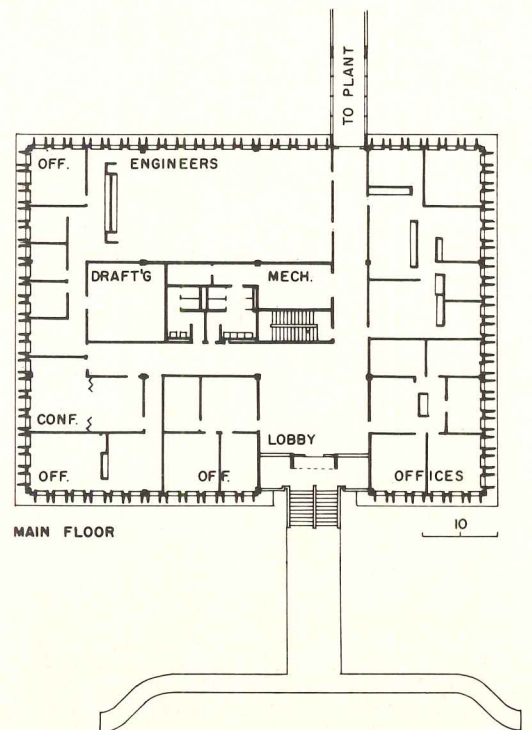 TO PLANT
OFF.
ENGINEERS
DRAFT'G
MECH.
CONF.
LOBBY
OFF.
OFF.
OFFICES
MAIN FLOOR
10